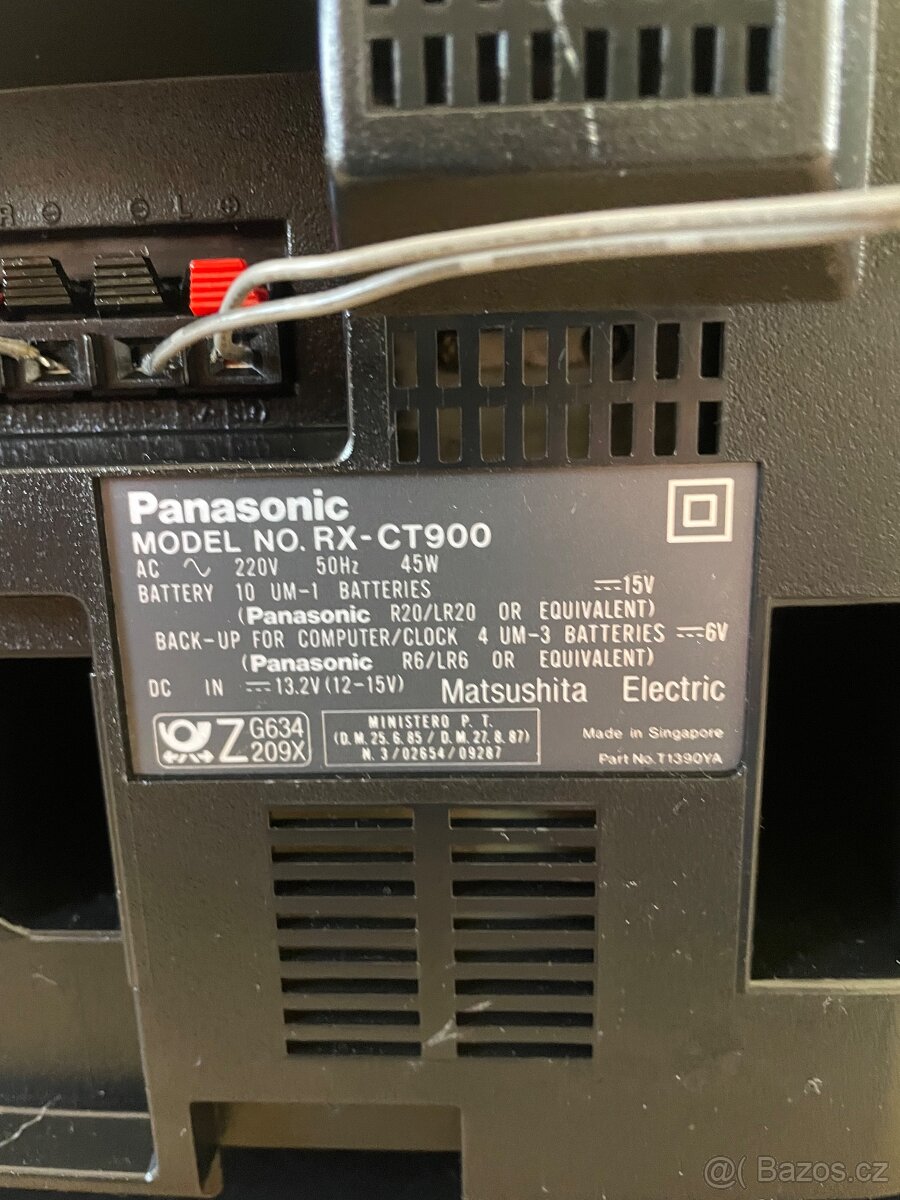 R ⊖ ⊖ L ⊕
Panasonic
MODEL NO. RX-CT900
AC ∿ 220V 50Hz 45W
BATTERY 10 UM-1 BATTERIES ⎓15V
(Panasonic R20/LR20 OR EQUIVALENT)
BACK-UP FOR COMPUTER/CLOCK 4 UM-3 BATTERIES ⎓6V
(Panasonic R6/LR6 OR EQUIVALENT)
DC IN ⎓13.2V(12-15V) Matsushita Electric
Z G634
209X
MINISTERO P.T.
(D.M.25.6.85/D.M.27.8.87)
N.3/02654/09287
Made in Singapore
Part No.T1390YA
@( Bazoš.cz